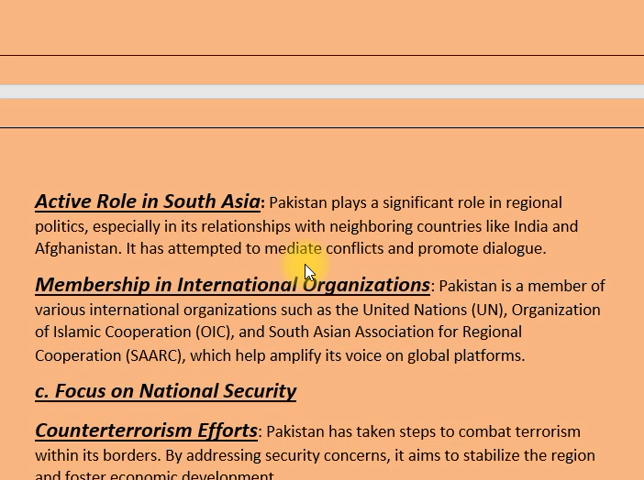 Active Role in South Asia: Pakistan plays a significant role in regional
politics, especially in its relationships with neighboring countries like India and
Afghanistan. It has attempted to mediate conflicts and promote dialogue.
Membership in International Organizations: Pakistan is a member of
various international organizations such as the United Nations (UN), Organization
of Islamic Cooperation (OIC), and South Asian Association for Regional
Cooperation (SAARC), which help amplify its voice on global platforms.
c. Focus on National Security
Counterterrorism Efforts: Pakistan has taken steps to combat terrorism
within its borders. By addressing security concerns, it aims to stabilize the region
and foster economic development.